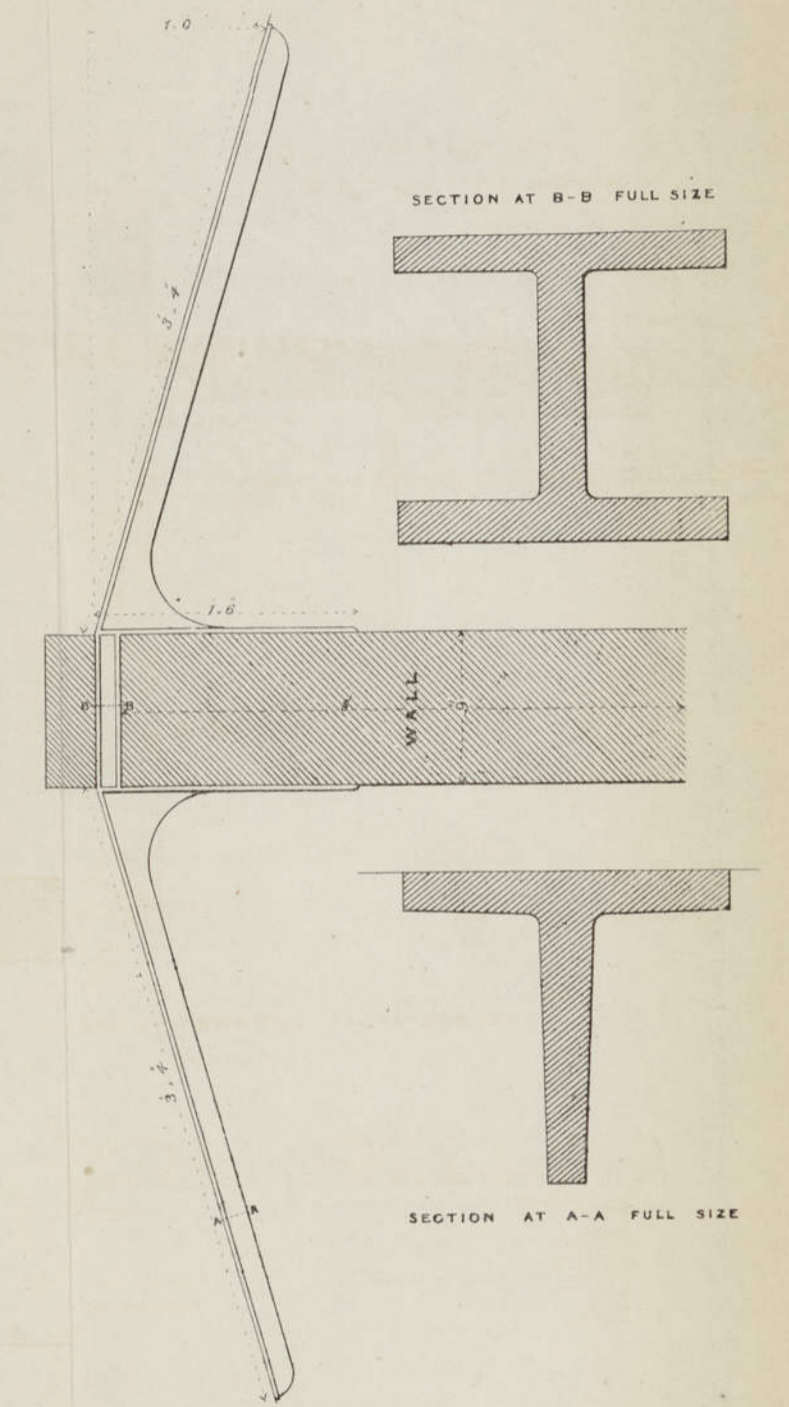 1.0
SECTION AT B-B FULL SIZE
3.4
1.6
B B
WALL
9
3.4
A A
SECTION AT A-A FULL SIZE